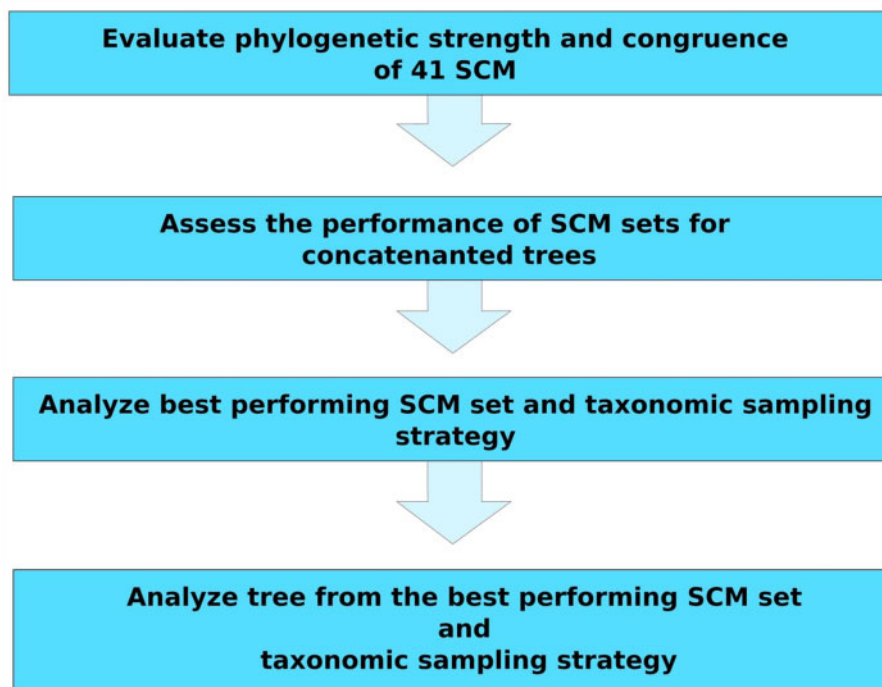 Evaluate phylogenetic strength and congruence
of 41 SCM
Assess the performance of SCM sets for
concatenanted trees
Analyze best performing SCM set and taxonomic sampling
strategy
Analyze tree from the best performing SCM set
and
taxonomic sampling strategy